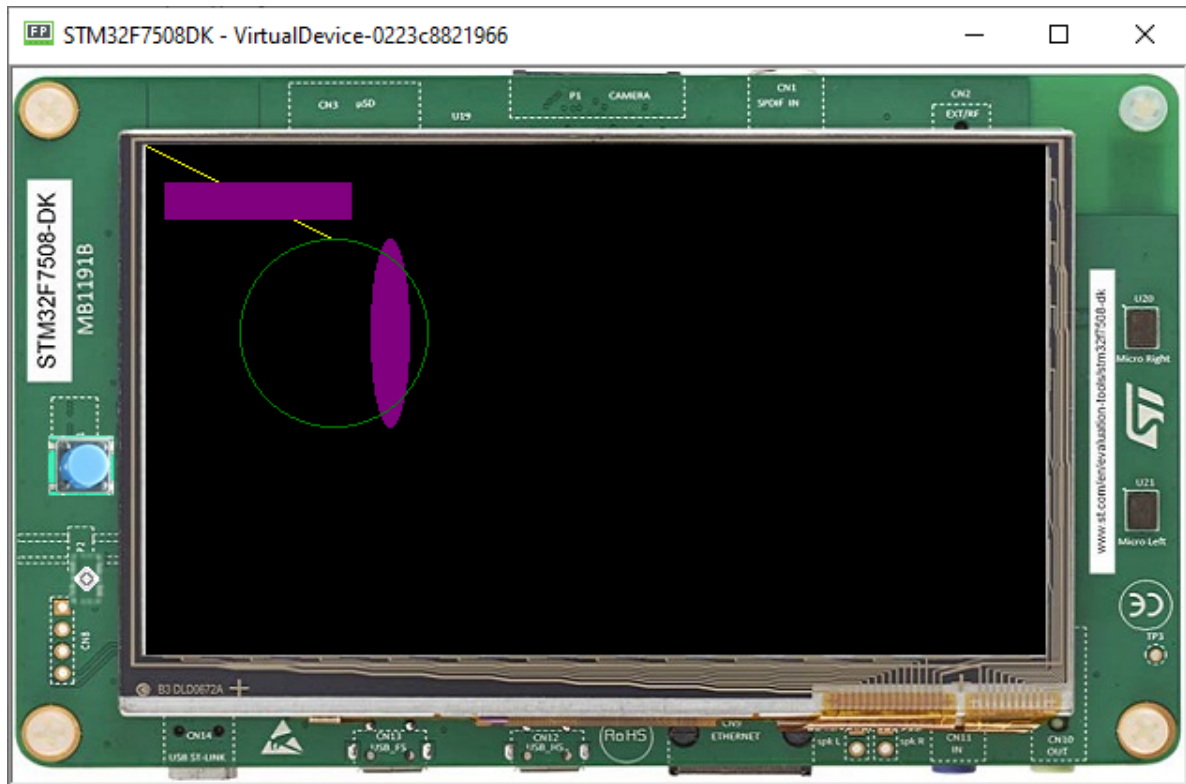 STM32F7508DK - VirtualDevice-0223c8821966
CN3 µSD
U19
P1 CAMERA
CN1
SPDIF IN
CN2
EXT/RF
STM32F7508-DK
MB1191B
www.st.com/en/evaluation-tools/stm32f7508-dk
U20
Micro Right
U21
Micro Left
P2
CN8
TP3
B3 DLD0672A
CN14
USB ST-LINK
CN13
USB_FS
CN12
USB_HS
RoHS
CN9
ETHERNET
spk L
spk R
CN11
IN
CN10
OUT